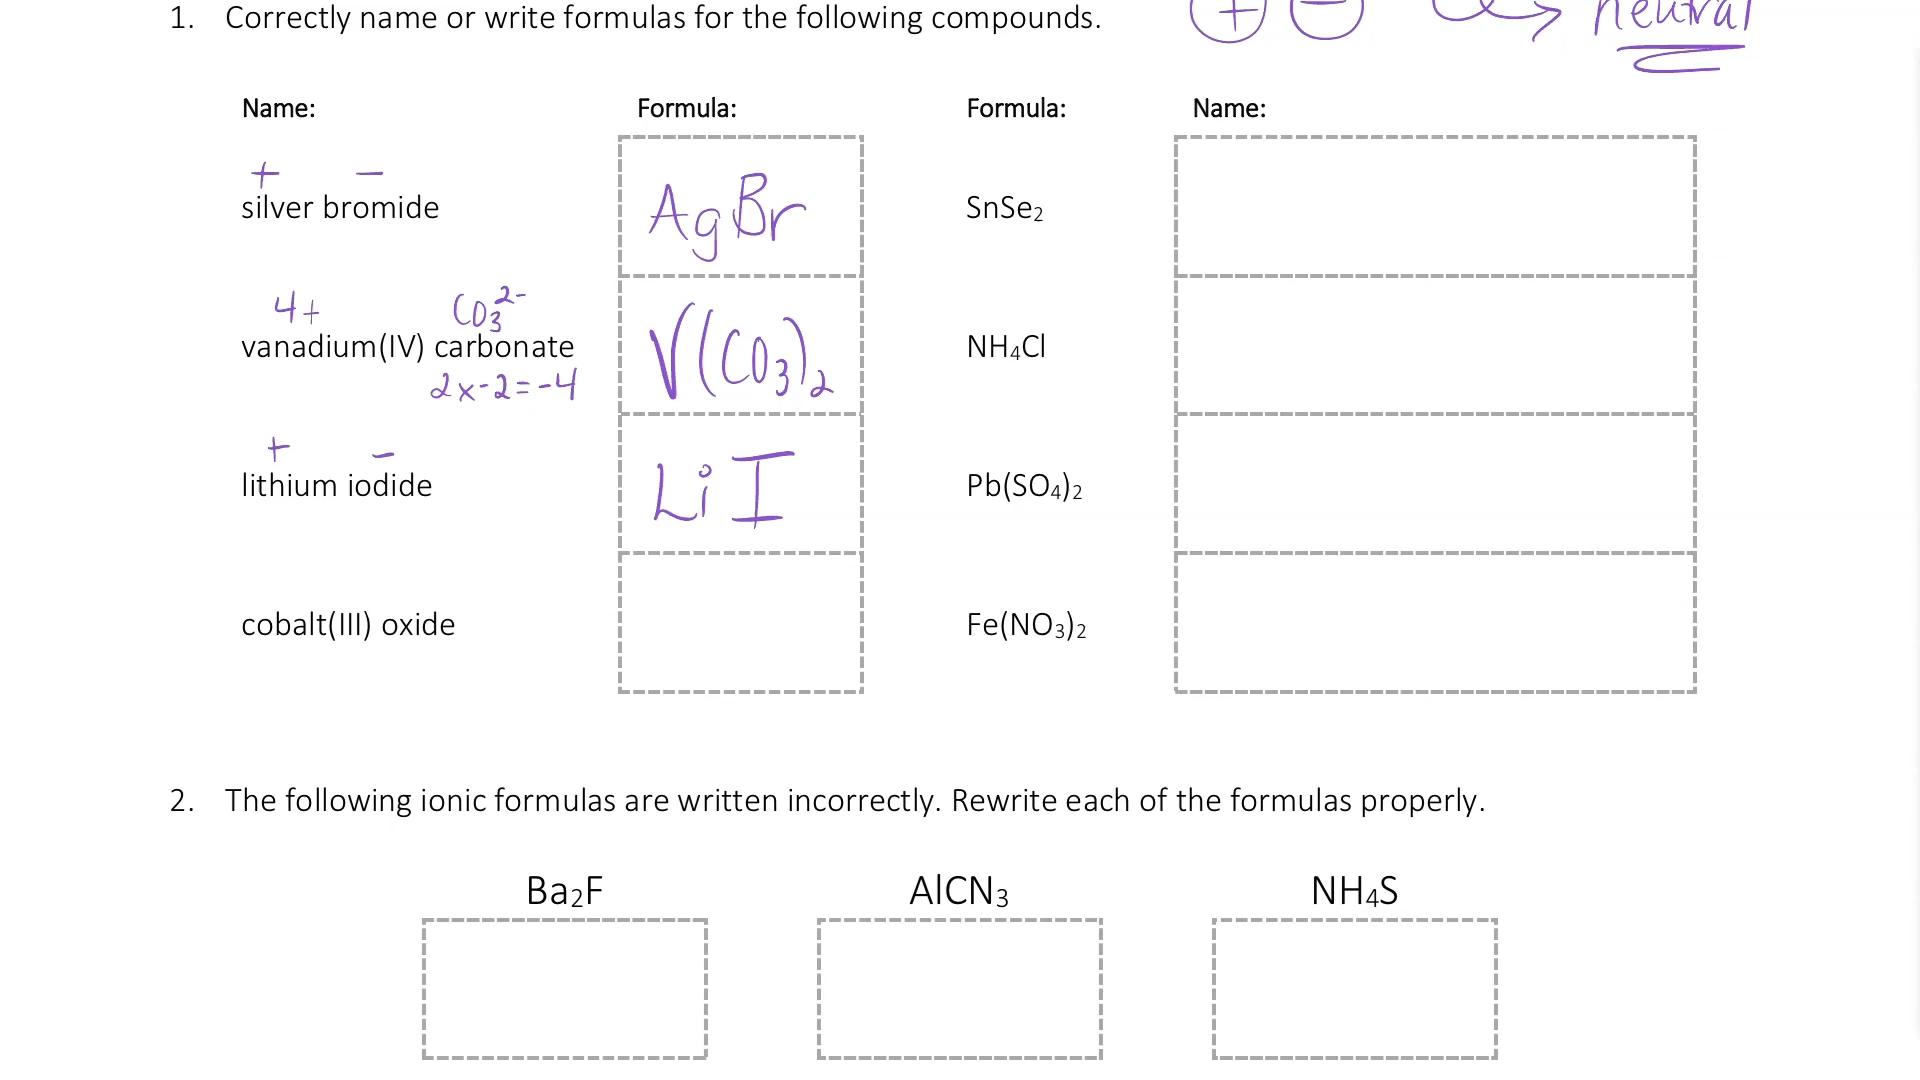 1. Correctly name or write formulas for the following compounds.
+ − neutral
Name: Formula: Formula: Name:
+ −
silver bromide AgBr SnSe₂
4+ CO₃²⁻
vanadium(IV) carbonate V(CO₃)₂ NH₄Cl
2x-2=-4
+ −
lithium iodide LiI Pb(SO₄)₂
cobalt(III) oxide Fe(NO₃)₂
2. The following ionic formulas are written incorrectly. Rewrite each of the formulas properly.
Ba₂F AlCN₃ NH₄S